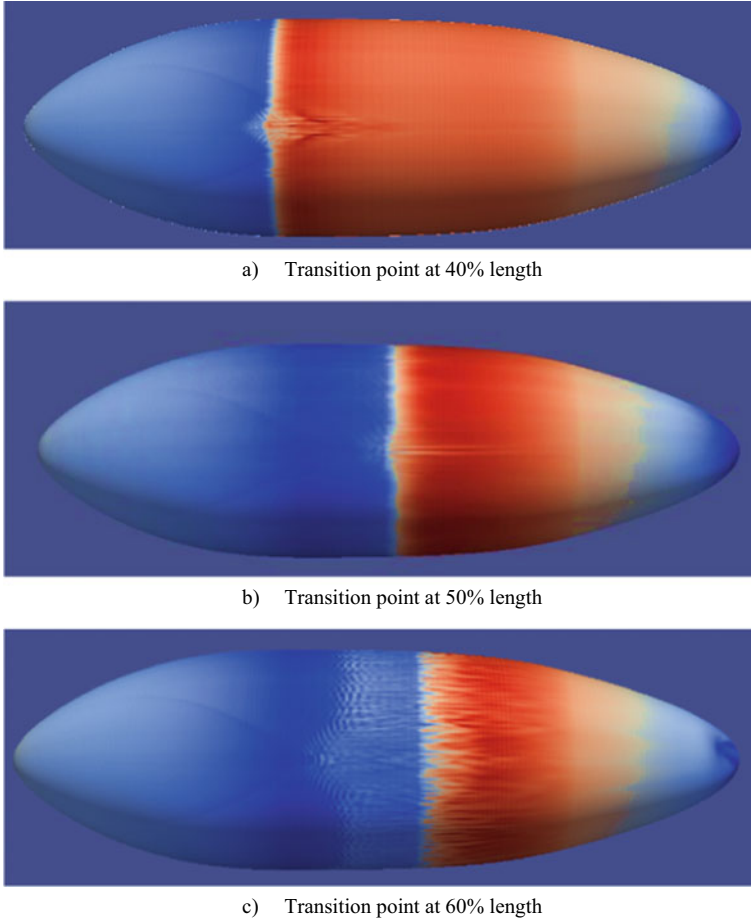 a) Transition point at 40% length
b) Transition point at 50% length
c) Transition point at 60% length